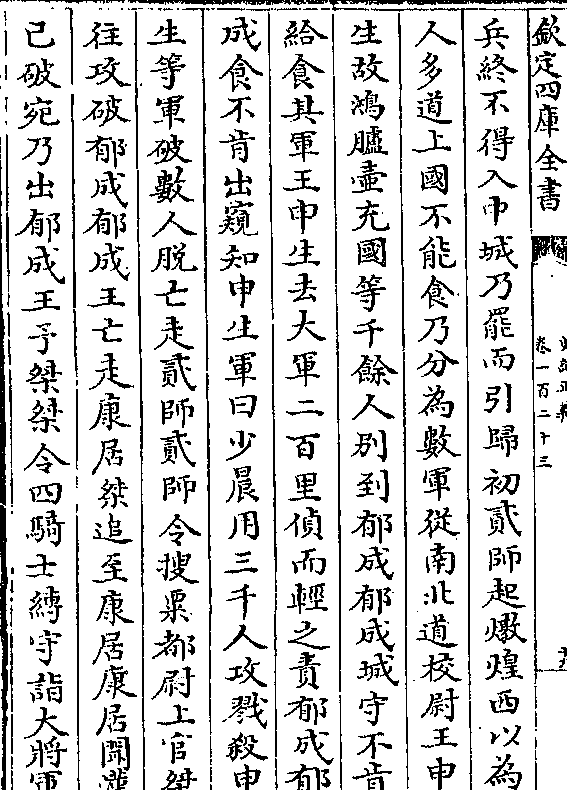 欽定四庫全書
卷一百二十三
兵終不得入中城乃罷而引歸初貳師起燉煌西以為
人多道上國不能食乃分為數軍從南北道校尉王申
生故鴻臚壷充國等千餘人别到郁成郁成城守不肯
給食其軍王申生去大軍二百里偵而輕之責郁成郁
成食不肯出窺知申生軍日少晨用三千人攻戮殺申
生等軍破數人脱亡走貳師貳師令搜粟都尉上官桀
往攻破郁成郁成王亡走康居桀追至康居康居聞漢
已破宛乃出郁成王予桀桀令四騎士縛守詣大將軍